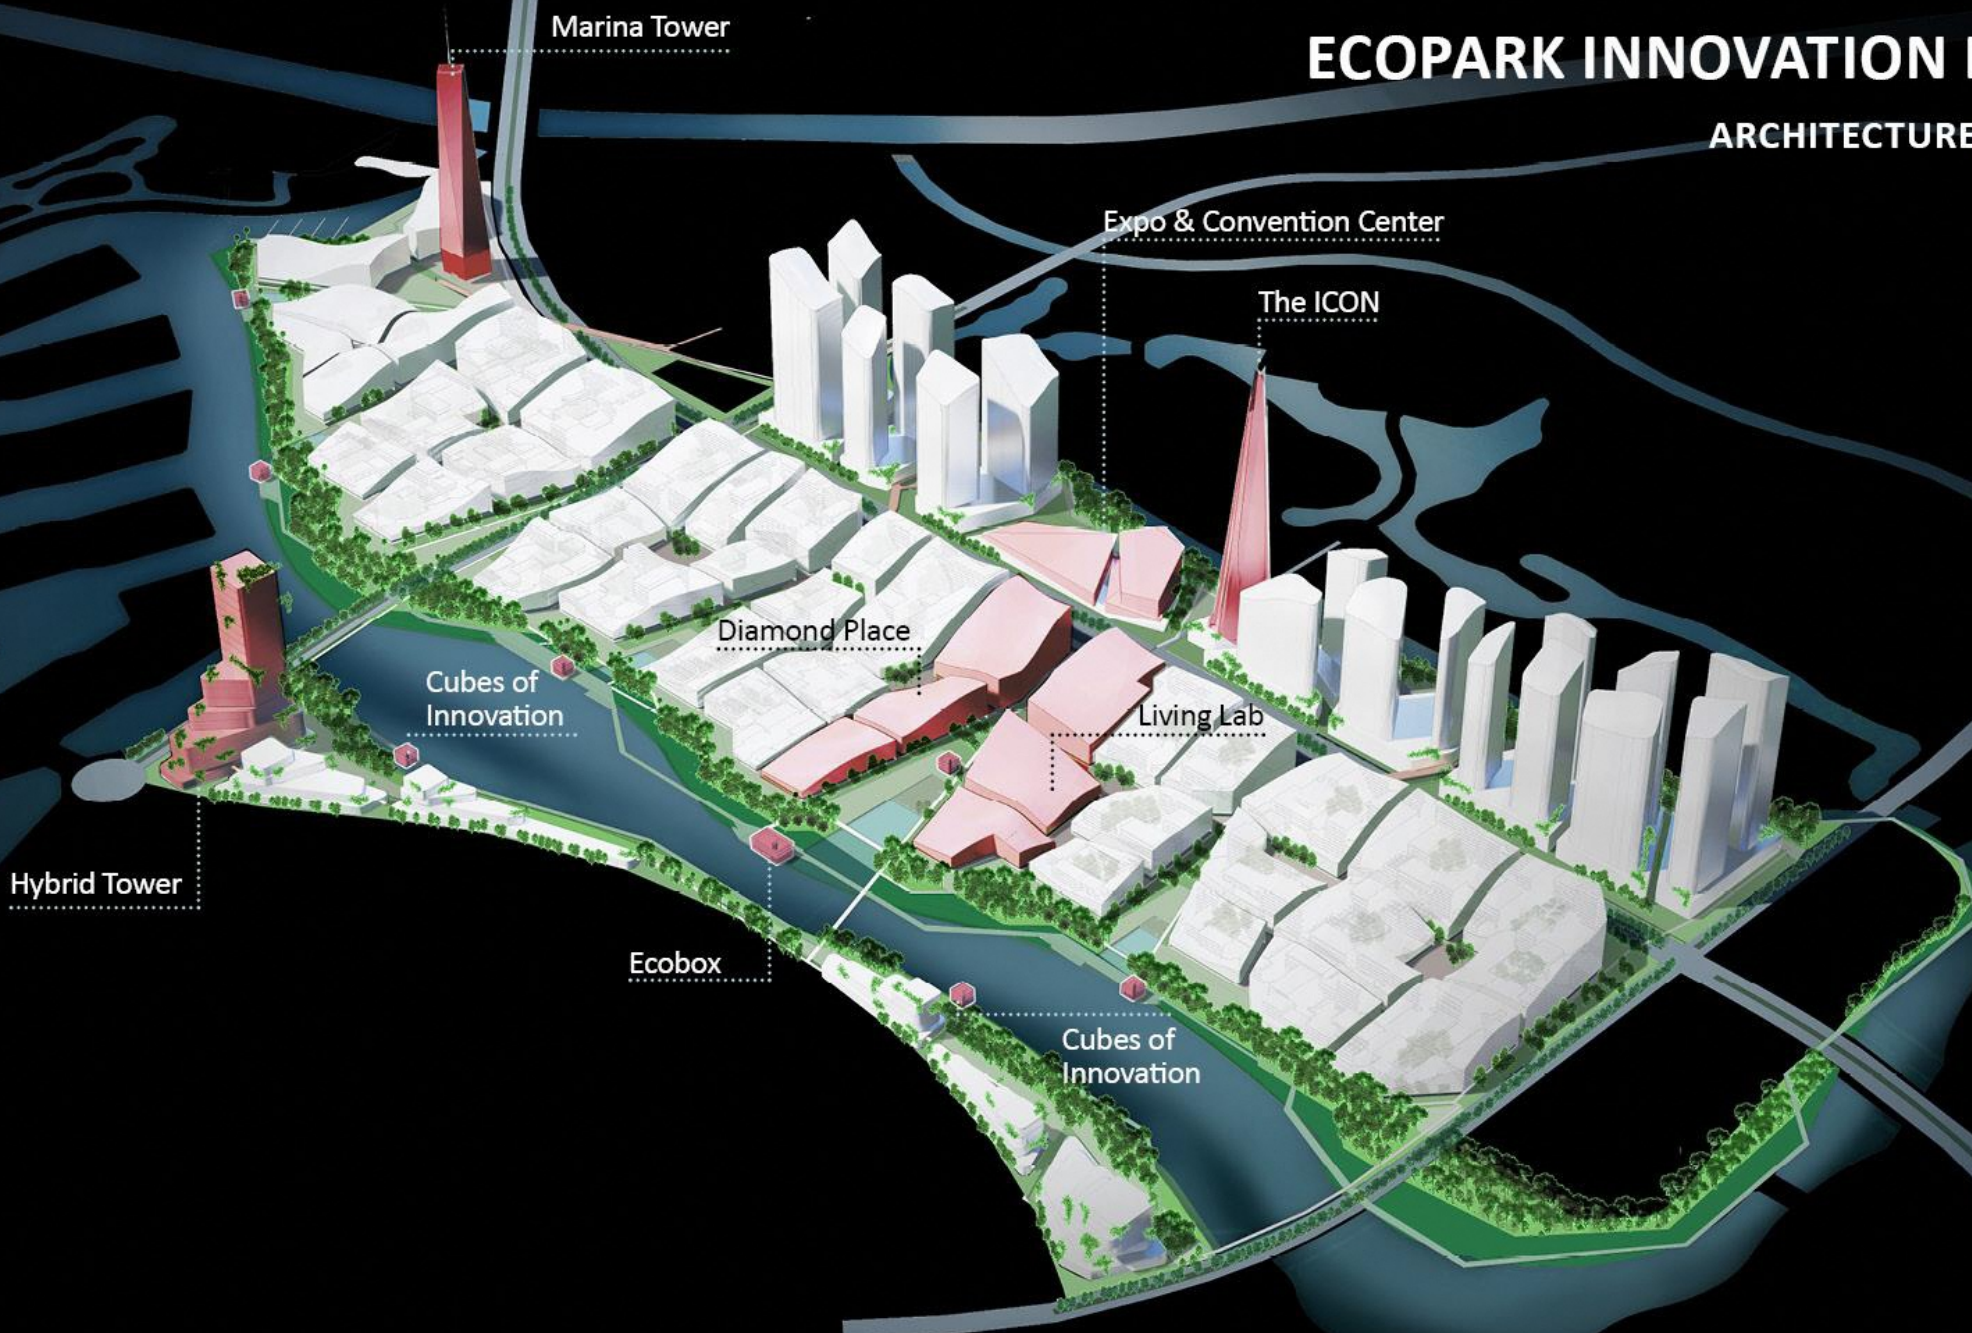 Marina Tower
ECOPARK INNOVATION
ARCHITECTURE
Expo & Convention Center
The ICON
Diamond Place
Cubes of
Innovation
Living Lab
Hybrid Tower
Ecobox
Cubes of
Innovation